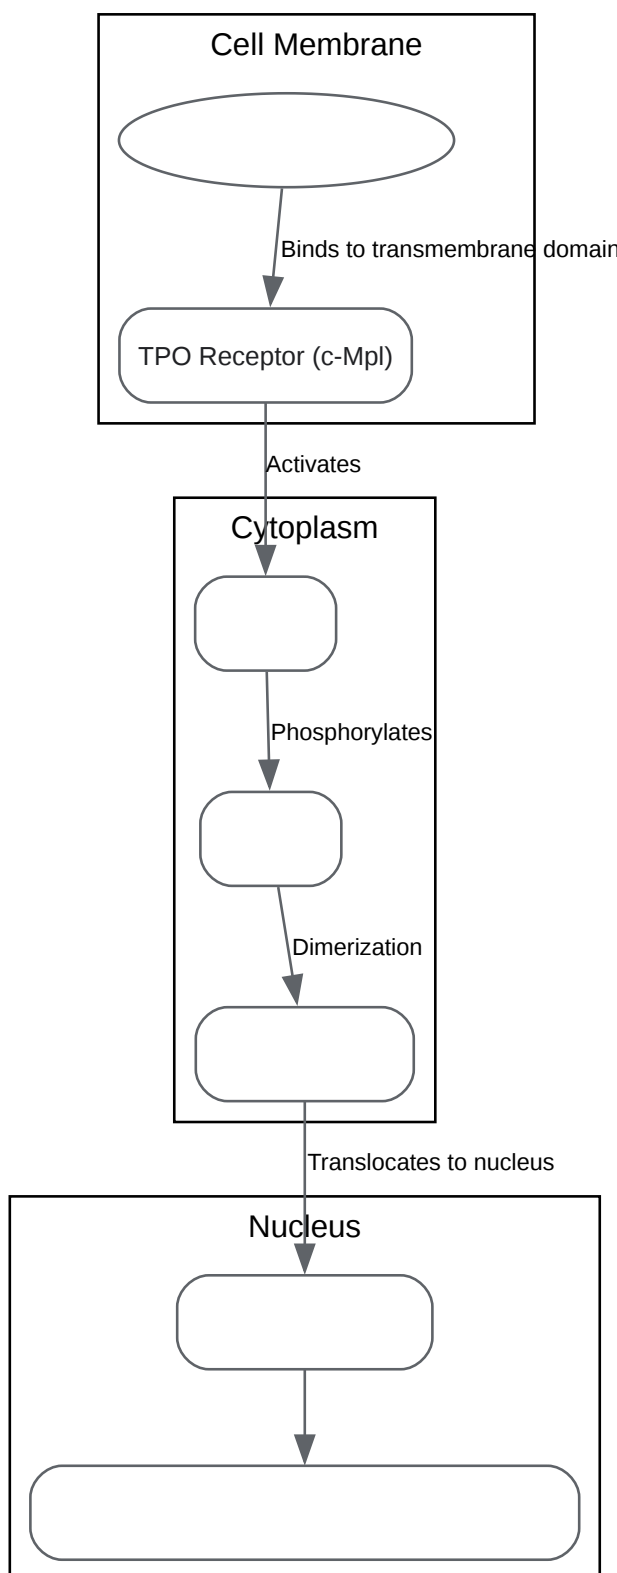 Cell Membrane
Binds to transmembrane domain
TPO Receptor (c-Mpl)
Activates
Cytoplasm
Phosphorylates
Dimerization
Translocates to nucleus
Nucleus